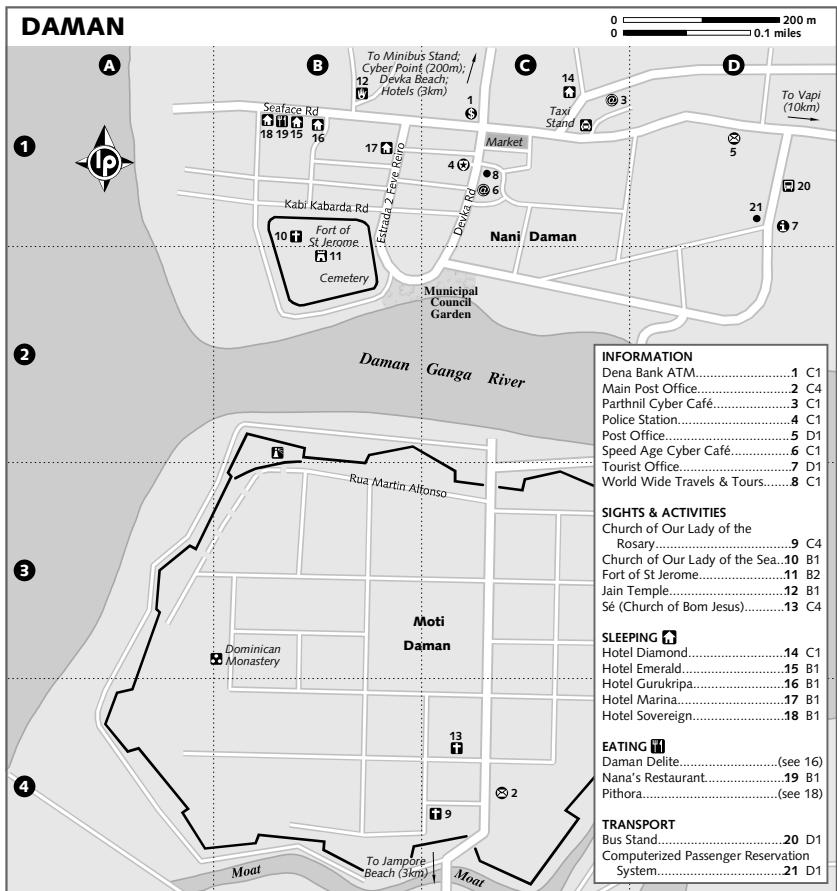 DAMAN
0 200 m
0 0.1 miles
A
B
C
D
To Minibus Stand;
Cyber Point (200m);
Devka Beach;
Hotels (3km)
12
1
14
3
Taxi
Stand
To Vapi
(10km)
Seaface Rd
18 19 15
16
1
lp
17
Market
4
8
6
5
20
21
7
Kabi Kabarda Rd
Estrada 2 Feve Reiro
Devka Rd
Nani Daman
10
Fort of
St Jerome
11
Cemetery
Municipal
Council
Garden
2
Daman Ganga River
Rua Martin Alfonso
3
Moti
Daman
Dominican
Monastery
13
4
2
9
To Jampore
Beach (3km)
Moat
Moat
INFORMATION
Dena Bank ATM....................1 C1
Main Post Office....................2 C4
Parthnil Cyber Café....................3 C1
Police Station....................4 C1
Post Office....................5 D1
Speed Age Cyber Café....................6 C1
Tourist Office....................7 D1
World Wide Travels & Tours........8 C1
SIGHTS & ACTIVITIES
Church of Our Lady of the
Rosary....................9 C4
Church of Our Lady of the Sea..10 B1
Fort of St Jerome....................11 B2
Jain Temple....................12 B1
Sé (Church of Bom Jesus)..........13 C4
SLEEPING
Hotel Diamond....................14 C1
Hotel Emerald....................15 B1
Hotel Gurukripa....................16 B1
Hotel Marina....................17 B1
Hotel Sovereign....................18 B1
EATING
Daman Delite....................(see 16)
Nana's Restaurant....................19 B1
Pithora....................(see 18)
TRANSPORT
Bus Stand....................20 D1
Computerized Passenger Reservation
System....................21 D1